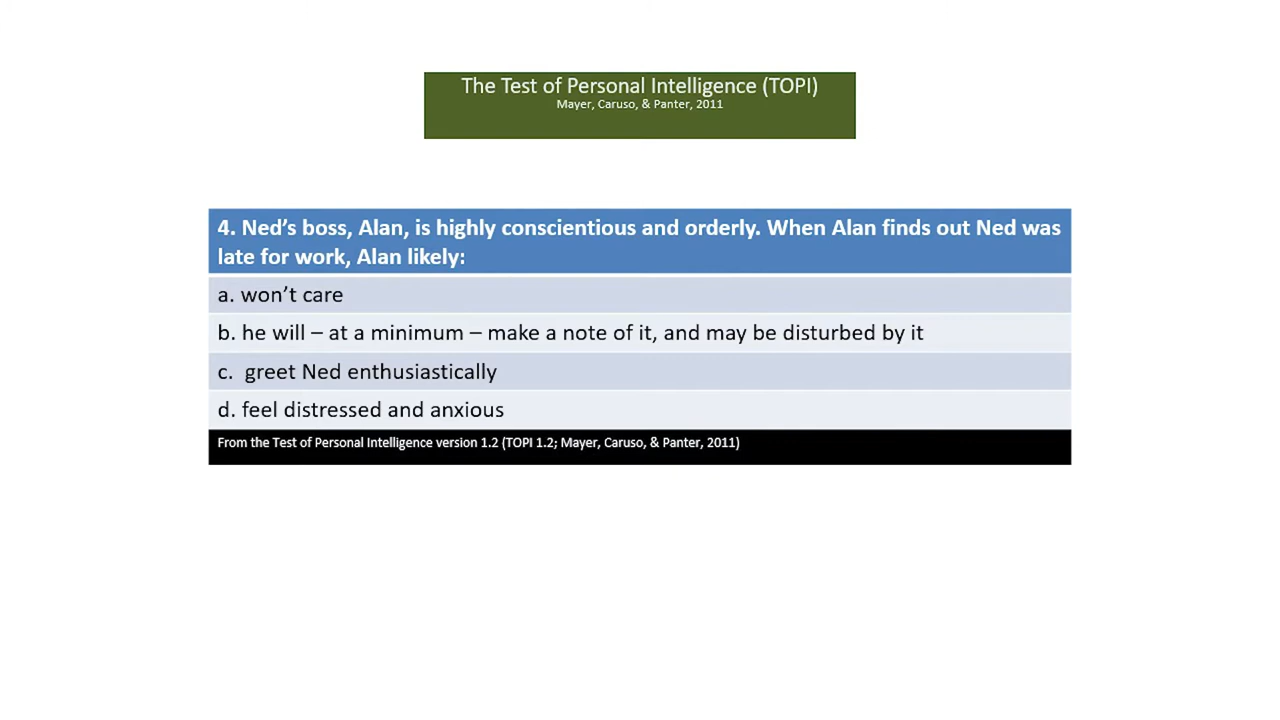 The Test of Personal Intelligence (TOPI)
Mayer, Caruso, & Panter, 2011
4. Ned’s boss, Alan, is highly conscientious and orderly. When Alan finds out Ned was
late for work, Alan likely:
a. won’t care
b. he will – at a minimum – make a note of it, and may be disturbed by it
c. greet Ned enthusiastically
d. feel distressed and anxious
From the Test of Personal Intelligence version 1.2 (TOPI 1.2; Mayer, Caruso, & Panter, 2011)